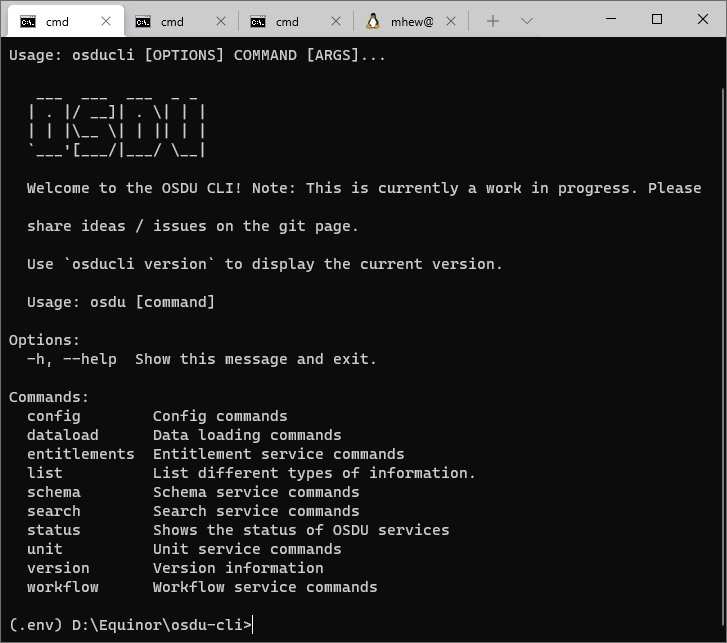 cmd
cmd
cmd
mhew@
Usage: osducli [OPTIONS] COMMAND [ARGS]...
 ___  ___  ___  _ _
| . |/ __]| . \| | |
| | |\__ \| | || | |
`___'[___/|___/ \__|
Welcome to the OSDU CLI! Note: This is currently a work in progress. Please
share ideas / issues on the git page.
Use `osducli version` to display the current version.
Usage: osdu [command]
Options:
-h, --help  Show this message and exit.
Commands:
config        Config commands
dataload      Data loading commands
entitlements  Entitlement service commands
list          List different types of information.
schema        Schema service commands
search        Search service commands
status        Shows the status of OSDU services
unit          Unit service commands
version       Version information
workflow      Workflow service commands
(.env) D:\Equinor\osdu-cli>